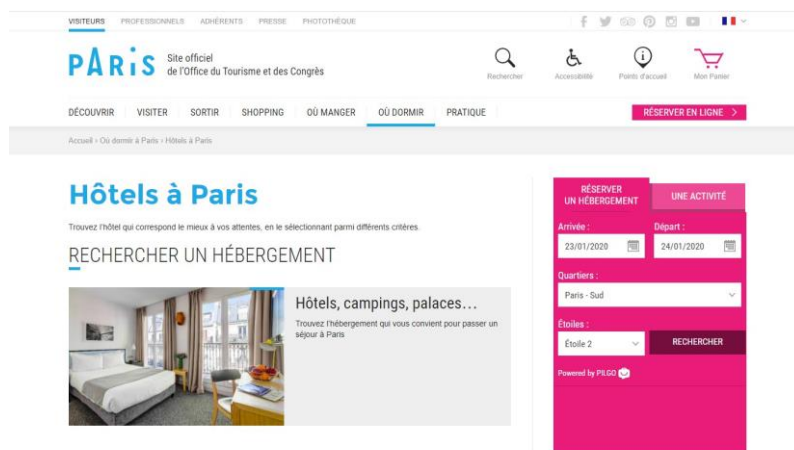 VISITEURS PROFESSIONNELS ADHÉRENTS PRESSE PHOTOTHÈQUE
PARIS Site officiel
de l'Office du Tourisme et des Congrès
Rechercher Accessibilité Points d'accueil Mon Panier
DÉCOUVRIR VISITER SORTIR SHOPPING OÙ MANGER OÙ DORMIR PRATIQUE
RÉSERVER EN LIGNE >
Accueil › Où dormir à Paris › Hôtels à Paris
Hôtels à Paris
Trouvez l'hôtel qui correspond le mieux à vos attentes, en le sélectionnant parmi différents critères.
RECHERCHER UN HÉBERGEMENT
Hôtels, campings, palaces...
Trouvez l'hébergement qui vous convient pour passer un
séjour à Paris
RÉSERVER
UN HÉBERGEMENT
UNE ACTIVITÉ
Arrivée : Départ :
23/01/2020 24/01/2020
Quartiers :
Paris - Sud
Étoiles :
Étoile 2 RECHERCHER
Powered by PILGO